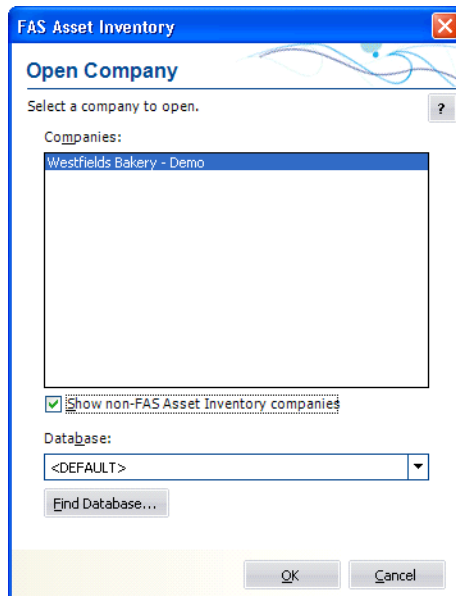 FAS Asset Inventory
Open Company
Select a company to open.
?
Companies:
Westfields Bakery - Demo
Show non-FAS Asset Inventory companies
Database:
<DEFAULT>
Find Database...
OK
Cancel